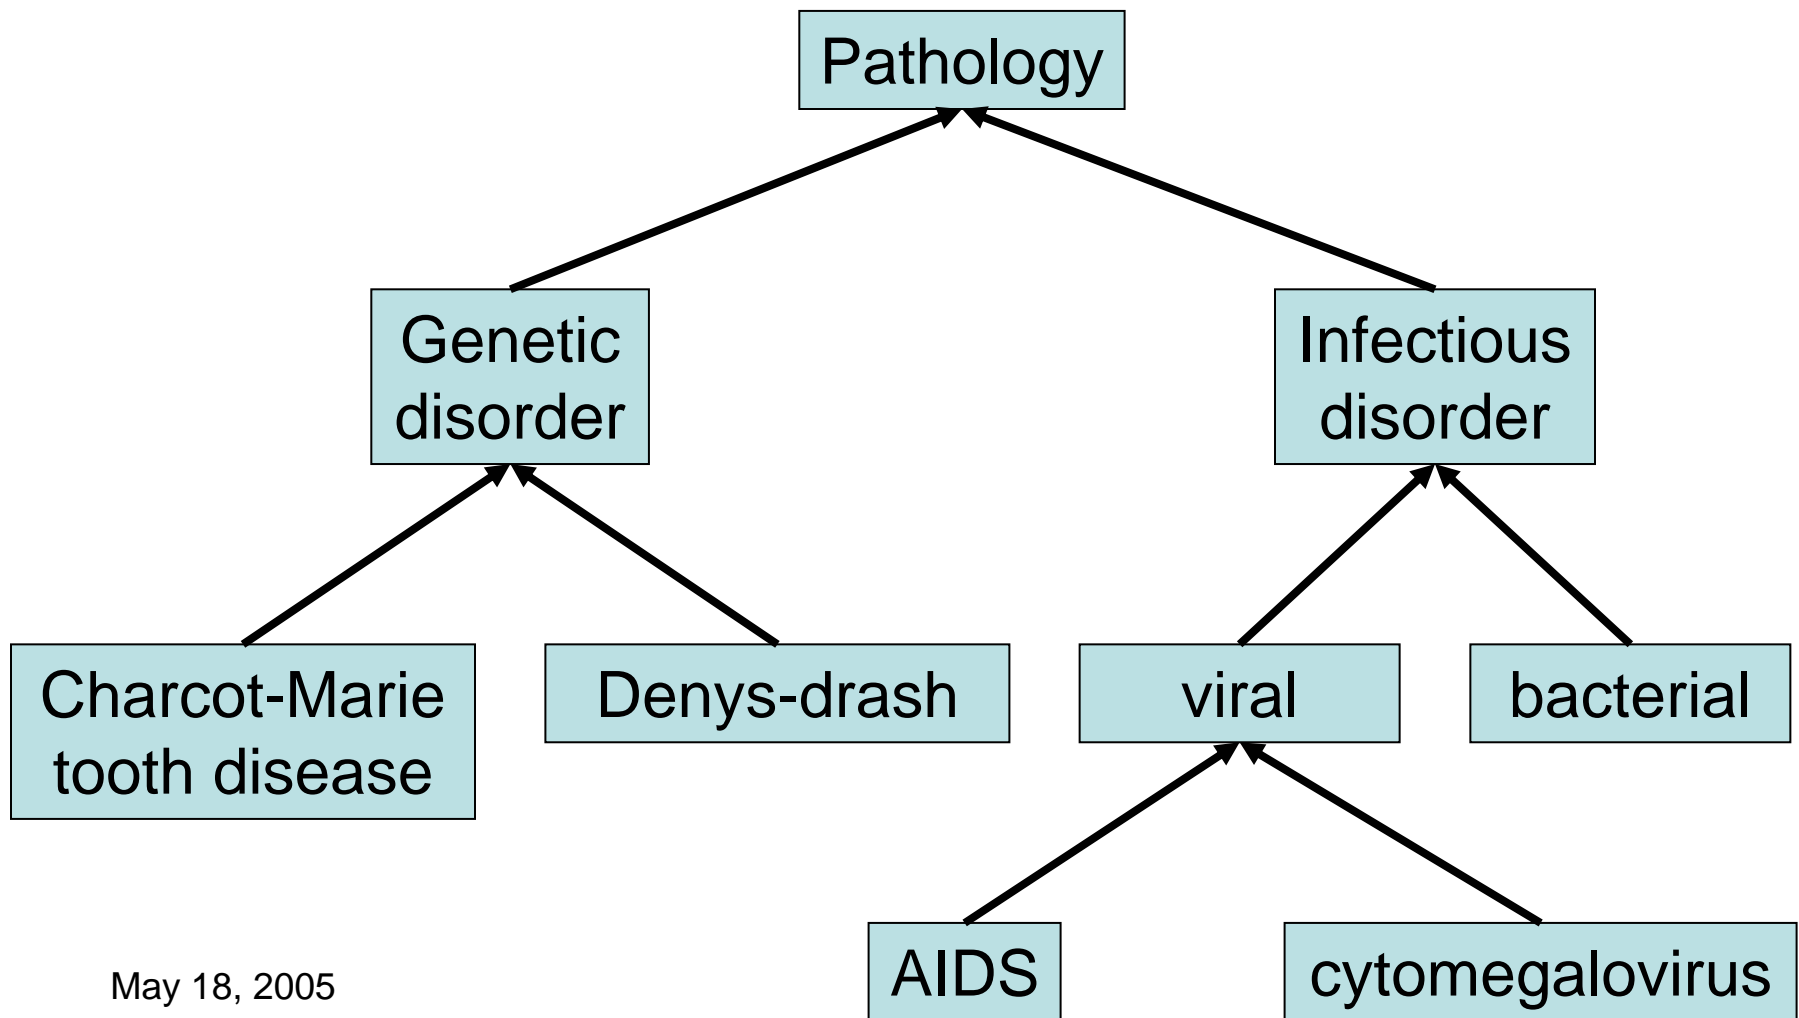 Pathology
Genetic
disorder
Infectious
disorder
Charcot-Marie
tooth disease
Denys-drash
viral
bacterial
AIDS
cytomegalovirus
May 18, 2005